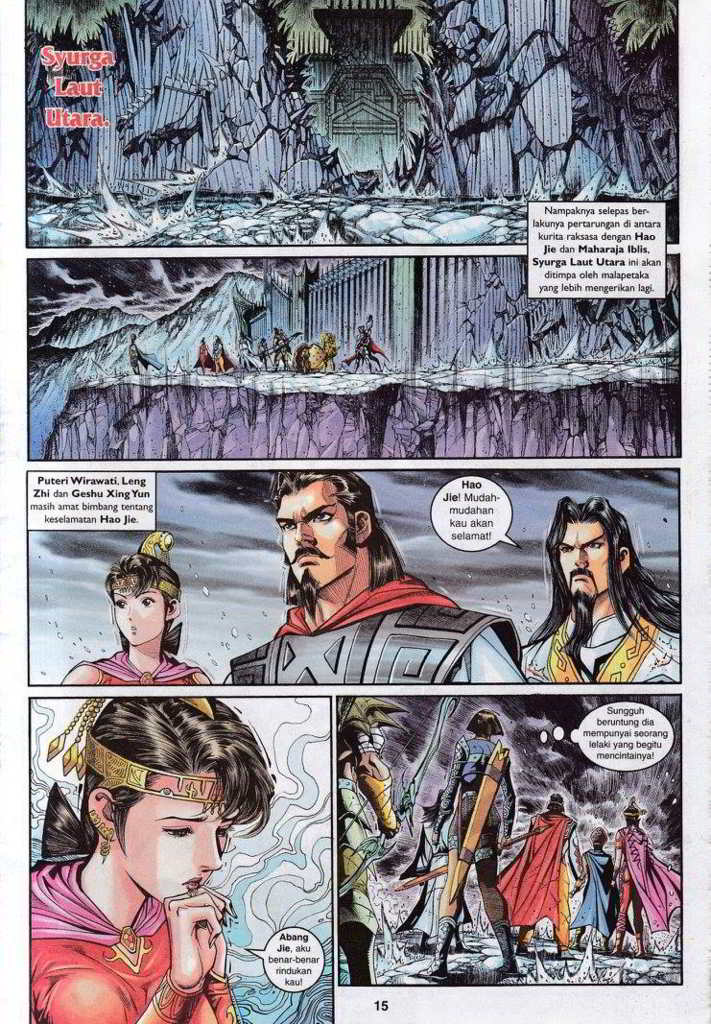 Syurga
Laut
Utara.
Nampaknya selepas ber-
lakunya pertarungan di antara
kurita raksasa dengan Hao
Jie dan Maharaja Iblis,
Syurga Laut Utara ini akan
ditimpa oleh malapetaka
yang lebih mengerikan lagi.
Puteri Wirawati, Leng
Zhi dan Geshu Xing Yun
masih amat bimbang tentang
keselamatan Hao Jie.
Hao
Jie! Mudah-
mudahan
kau akan
selamat!
Abang
Jie, aku
benar-benar
rindukan
kau!
Sungguh
beruntung dia
mempunyai seorang
lelaki yang begitu
mencintainya!
15